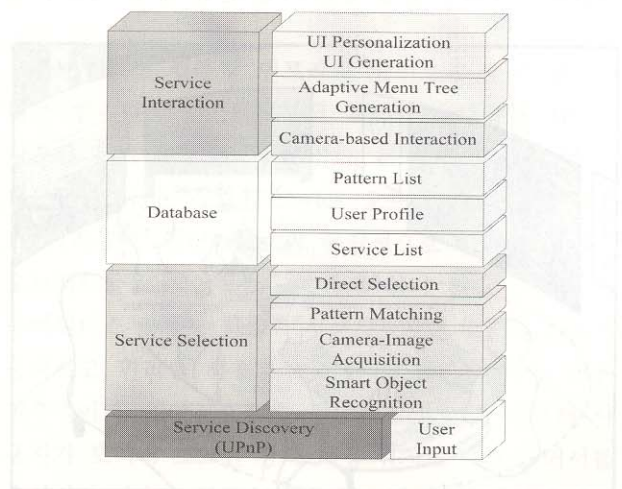 Service
Interaction
UI Personalization
UI Generation
Adaptive Menu Tree
Generation
Camera-based Interaction
Database
Pattern List
User Profile
Service List
Service Selection
Direct Selection
Pattern Matching
Camera-Image
Acquisition
Smart Object
Recognition
Service Discovery
(UPnP)
User
Input